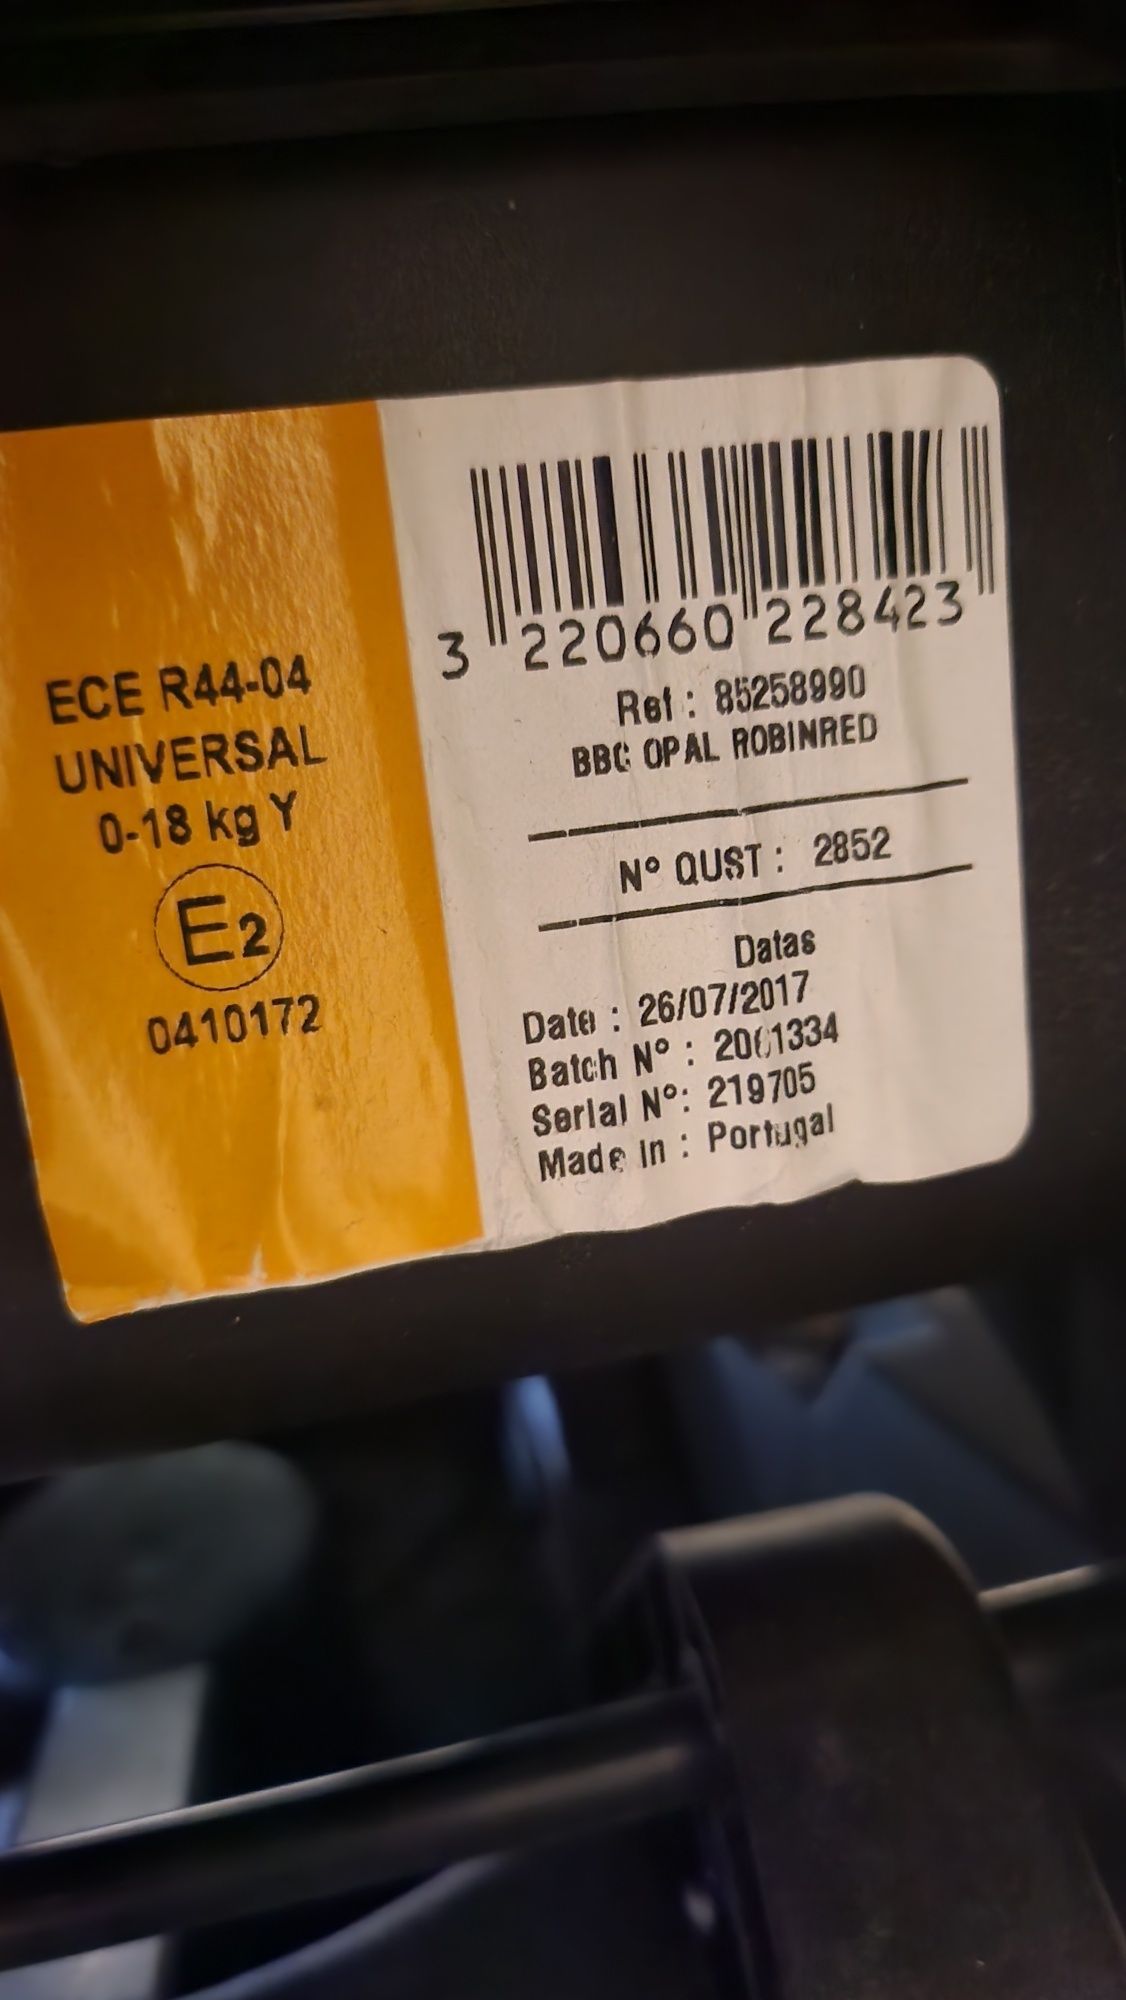 ECE R44-04
UNIVERSAL
0-18 kg Y
E2
0410172
3 220660 228423
Ref : 85258990
BBC OPAL ROBINRED
N° QUST : 2852
Datas
Date : 26/07/2017
Batch N° :
Serial N°: 219705
Made in : Portugal